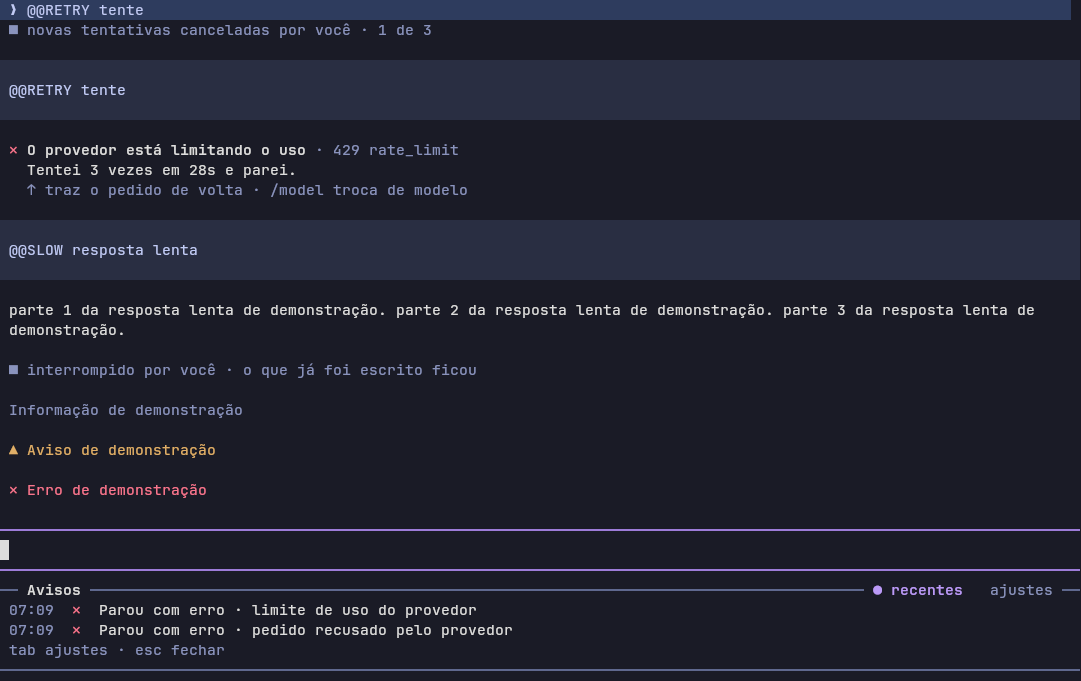 ❯ @@RETRY tente
■ novas tentativas canceladas por você · 1 de 3
@@RETRY tente
× O provedor está limitando o uso · 429 rate_limit
Tentei 3 vezes em 28s e parei.
↑ traz o pedido de volta · /model troca de modelo
@@SLOW resposta lenta
parte 1 da resposta lenta de demonstração. parte 2 da resposta lenta de demonstração. parte 3 da resposta lenta de
demonstração.
■ interrompido por você · o que já foi escrito ficou
Informação de demonstração
▲ Aviso de demonstração
× Erro de demonstração
Avisos ● recentes ajustes
07:09 × Parou com erro · limite de uso do provedor
07:09 × Parou com erro · pedido recusado pelo provedor
tab ajustes · esc fechar